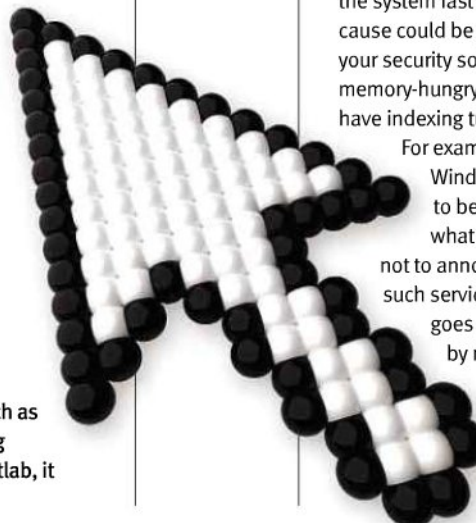 the system fast
cause could be
your security so
memory-hungry
have indexing t
For exam
Wind
to be
what
not to anno
such servic
goes
by
th as
g
tlab, it